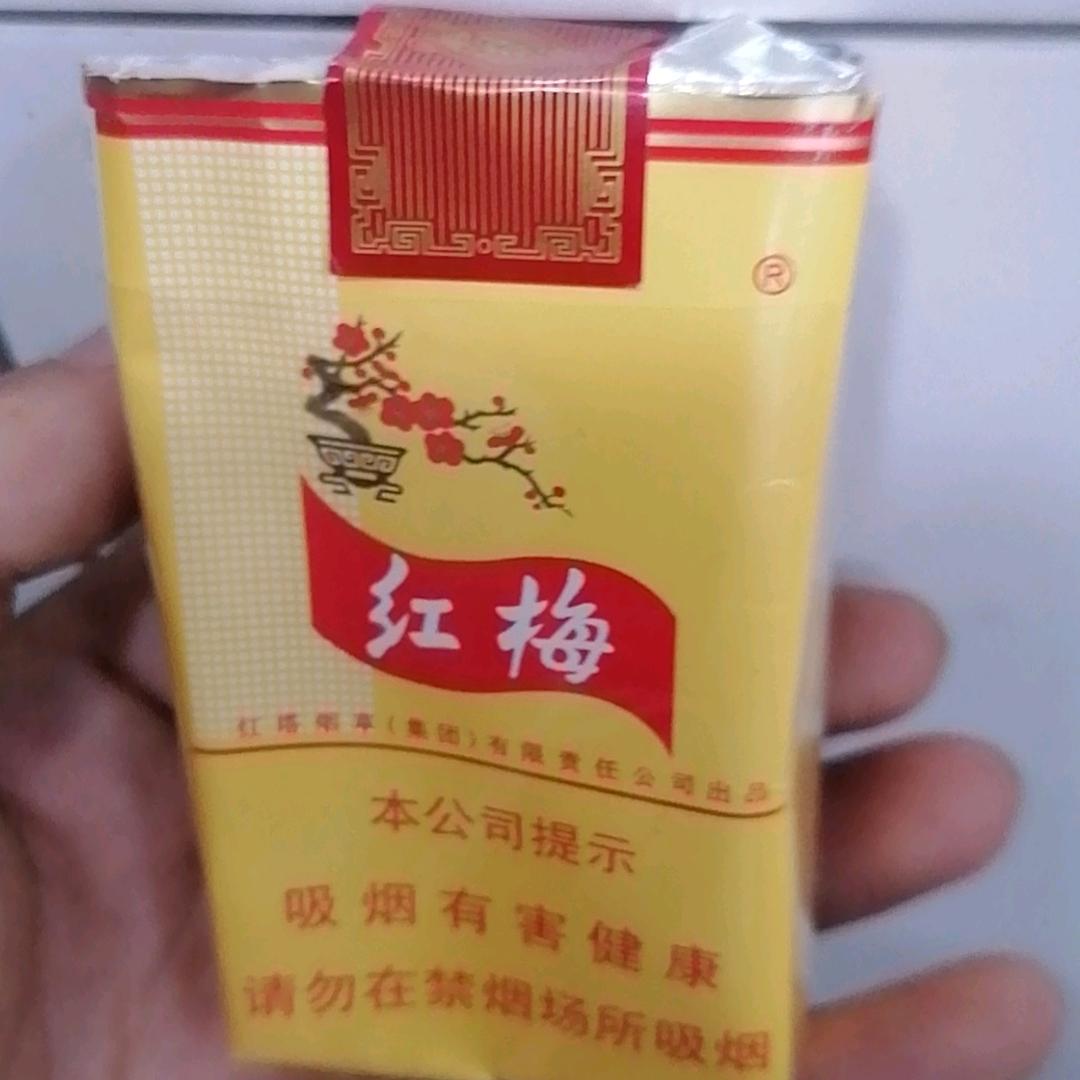 ®
红梅
红塔烟草(集团)有限责任公司出品
本公司提示
吸烟有害健康
请勿在禁烟场所吸烟